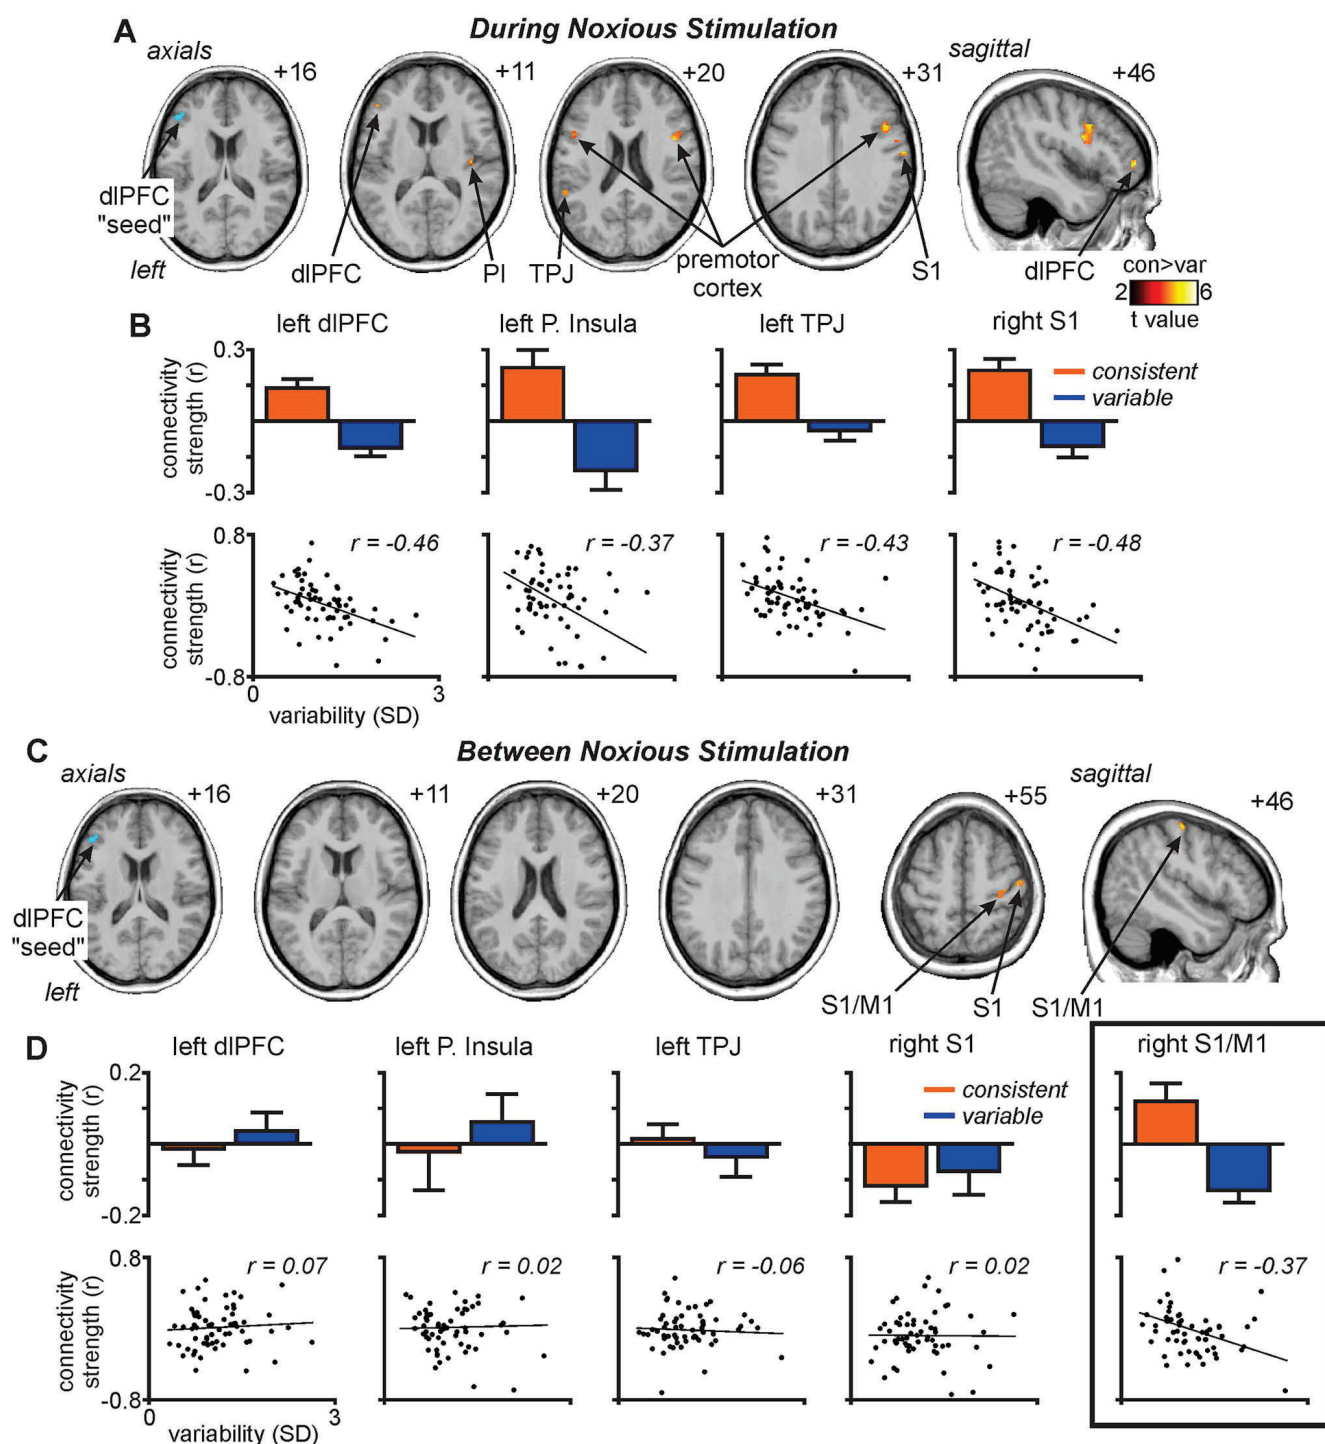 A
During Noxious Stimulation
axials
+16
+11
+20
+31
sagittal
+46
dlPFC
"seed"
left
dlPFC
PI
TPJ
premotor
cortex
S1
dlPFC
con>var
2
6
t value
B
left dlPFC
left P. Insula
left TPJ
right S1
connectivity
strength (r)
0.3
-0.3
consistent
variable
connectivity
strength (r)
0.8
-0.8
r = -0.46
r = -0.37
r = -0.43
r = -0.48
0
3
variability (SD)
C
Between Noxious Stimulation
axials
+16
+11
+20
+31
+55
sagittal
+46
dlPFC
"seed"
left
S1/M1
S1
S1/M1
D
left dlPFC
left P. Insula
left TPJ
right S1
right S1/M1
connectivity
strength (r)
0.2
-0.2
consistent
variable
connectivity
strength (r)
0.8
-0.8
r = 0.07
r = 0.02
r = -0.06
r = 0.02
r = -0.37
0
3
variability (SD)